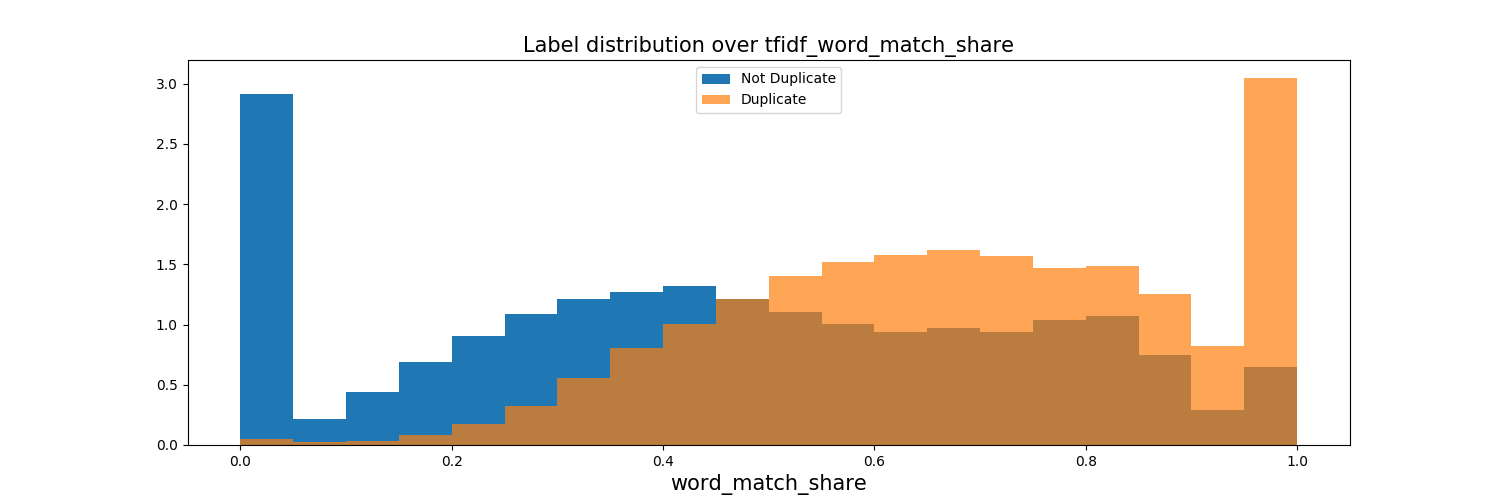 Label distribution over tfidf_word_match_share
Not Duplicate
Duplicate
3.0
2.5
2.0
1.5
1.0
0.5
0.0
0.0 0.2 0.4 0.6 0.8 1.0
word_match_share